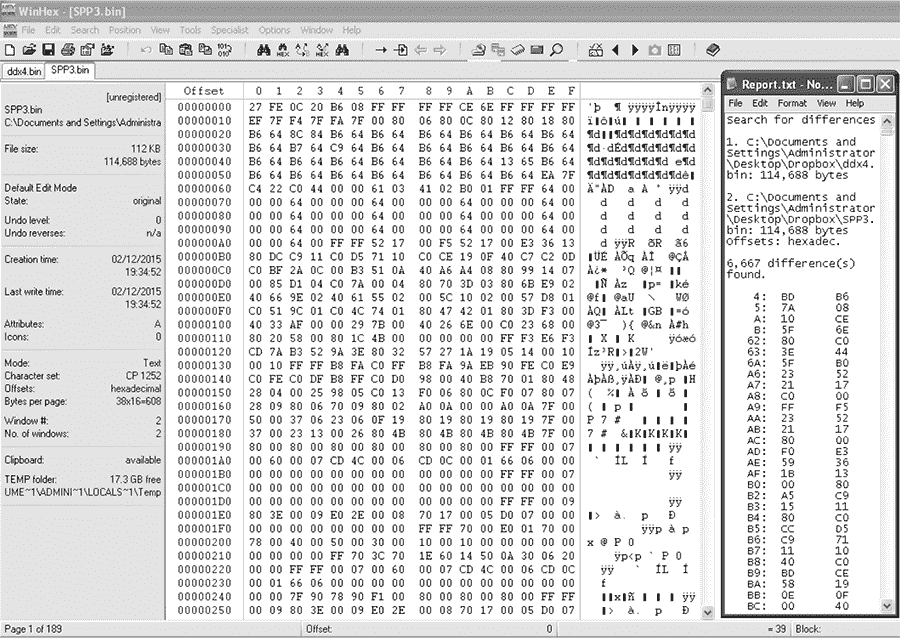 WinHex - [SPP3.bin]
File Edit Search Position View Tools Specialist Options Window Help
ddx4.bin SPP3.bin
[unregistered]
SPP3.bin
C:\Documents and Settings\Administra
File size: 112 KB
114,688 bytes
Default Edit Mode
State: original
Undo level: 0
Undo reverses: n/a
Creation time: 02/12/2015
19:34:52
Last write time: 02/12/2015
19:34:52
Attributes: A
Icons: 0
Mode: Text
Character set: CP 1252
Offsets: hexadecimal
Bytes per page: 38x16=608
Window #: 2
No. of windows: 2
Clipboard: available
TEMP folder: 17.3 GB free
UME~1\ADMINI~1\LOCALS~1\Temp
Offset 0 1 2 3 4 5 6 7 8 9 A B C D E F
00000000 27 FE 0C 20 B6 08 FF FF FF FF CE 6E FF FF FF FF
00000010 EF 7F F4 7F FA 7F 00 80 06 80 0C 80 12 80 18 80
00000020 B6 64 8C 84 B6 64 B6 64 B6 64 B6 64 B6 64 B6 64
00000030 B6 64 B7 64 C9 64 B6 64 B6 64 B6 64 B6 64 B6 64
00000040 B6 64 B6 64 B6 64 B6 64 B6 64 B6 64 13 65 B6 64
00000050 B6 64 B6 64 B6 64 B6 64 B6 64 B6 64 B6 64 EA 7F
00000060 C4 22 C0 44 00 00 61 03 41 02 B0 01 FF FF 64 00
00000070 00 00 64 00 00 00 64 00 00 00 64 00 00 00 64 00
00000080 00 00 64 00 00 00 64 00 00 00 64 00 00 00 64 00
00000090 00 00 64 00 00 00 64 00 00 00 64 00 00 00 64 00
000000A0 00 00 64 00 FF FF 52 17 00 F5 52 17 00 E3 36 13
000000B0 80 DC C9 11 C0 D5 71 10 C0 CE 19 0F 40 C7 C2 0D
000000C0 C0 BF 2A 0C 00 B3 51 0A 40 A6 A4 08 80 99 14 07
000000D0 00 85 D1 04 C0 7A 00 04 80 70 3D 03 80 6B E9 02
000000E0 40 66 9E 02 40 61 55 02 00 5C 10 02 00 57 D8 01
000000F0 C0 51 9C 01 C0 4C 74 01 80 47 42 01 80 3D F3 00
00000100 40 33 AF 00 00 29 7B 00 40 26 6E 00 C0 23 68 00
00000110 80 20 58 00 80 1C 4B 00 00 00 00 00 FF F3 E6 F3
00000120 CD 7A B3 52 9A 3E 80 32 57 27 1A 19 05 14 00 10
00000130 00 10 FF FF B8 FA C0 FF B8 FA 9A EB 90 FE C0 E9
00000140 C0 FE C0 DF B8 FF C0 D0 98 00 40 B8 70 01 80 48
00000150 28 04 00 25 98 05 C0 13 F0 06 80 0C F0 07 80 07
00000160 28 09 80 06 70 09 80 02 A0 0A 00 00 A0 0A 7F 00
00000170 50 00 37 06 23 06 0F 19 80 19 80 19 80 19 7F 00
00000180 37 00 23 13 00 26 80 4B 80 4B 80 4B 80 4B 7F 00
00000190 80 00 80 00 80 00 80 00 80 00 80 00 FF FF 00 07
000001A0 00 60 00 07 CD 4C 00 06 CD 0C 00 01 66 06 00 00
000001B0 00 00 00 00 00 00 00 00 00 00 00 00 FF FF 00 07
000001C0 00 00 00 00 00 00 00 00 00 00 00 00 00 00 00 00
000001D0 00 00 00 00 00 00 00 00 00 00 00 00 FF FF 00 09
000001E0 80 3E 00 09 E0 2E 00 08 70 17 00 05 D0 07 00 00
000001F0 00 00 00 00 00 00 00 00 FF FF 70 00 E0 01 70 00
00000200 78 00 40 00 50 00 30 00 10 00 10 00 00 00 00 00
00000210 00 00 00 00 FF 70 3C 70 1E 60 14 50 0A 30 06 20
00000220 00 00 FF FF 00 07 00 60 00 07 CD 4C 00 06 CD 0C
00000230 00 01 66 06 00 00 00 00 00 00 00 00 00 00 00 00
00000240 00 00 7F 90 78 90 F1 00 80 00 80 00 80 00 FF FF
00000250 00 09 80 3E 00 09 E0 2E 00 08 70 17 00 05 D0 07
Report.txt - No...
File Edit Format View Help
Search for differences
1. C:\Documents and
Settings\Administrator
\Desktop\Dropbox\ddx4.
bin: 114,688 bytes
2. C:\Documents and
Settings\Administrator
\Desktop\Dropbox\SPP3.
bin: 114,688 bytes
offsets: hexadec.
6,667 difference(s)
found.
4: BD B6
5: 7A 08
A: 10 CE
B: 5F 6E
62: 80 C0
63: 3E 44
6A: 5F B0
A6: 23 52
A7: 21 17
A8: C0 00
A9: FF F5
AA: 23 52
AB: 21 17
AC: 80 00
AD: F0 E3
AE: 59 36
AF: 1B 13
B0: 00 80
B2: A5 C9
B3: 15 11
B4: 80 C0
B5: CC D5
B6: C9 71
B7: 11 10
B8: 40 C0
B9: BD CE
BA: 58 19
BB: 0E 0F
BC: 00 40
Page 1 of 189 Offset: 0 = 39 Block: